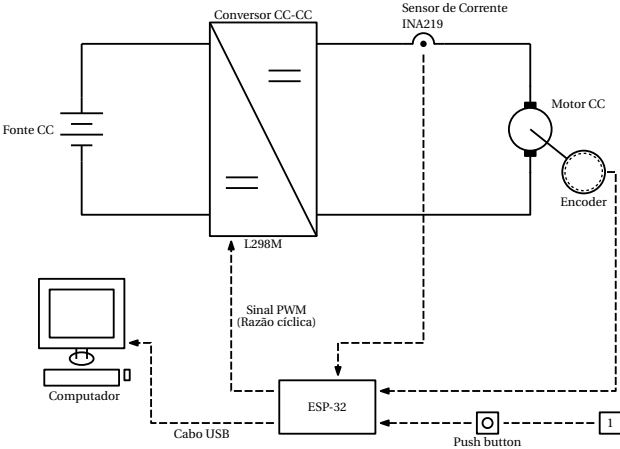 Sensor de Corrente
INA219
Conversor CC-CC
Motor CC
Fonte CC
Encoder
L298M
Sinal PWM
(Razão cíclica)
Computador
ESP-32
1
Cabo USB
Push button